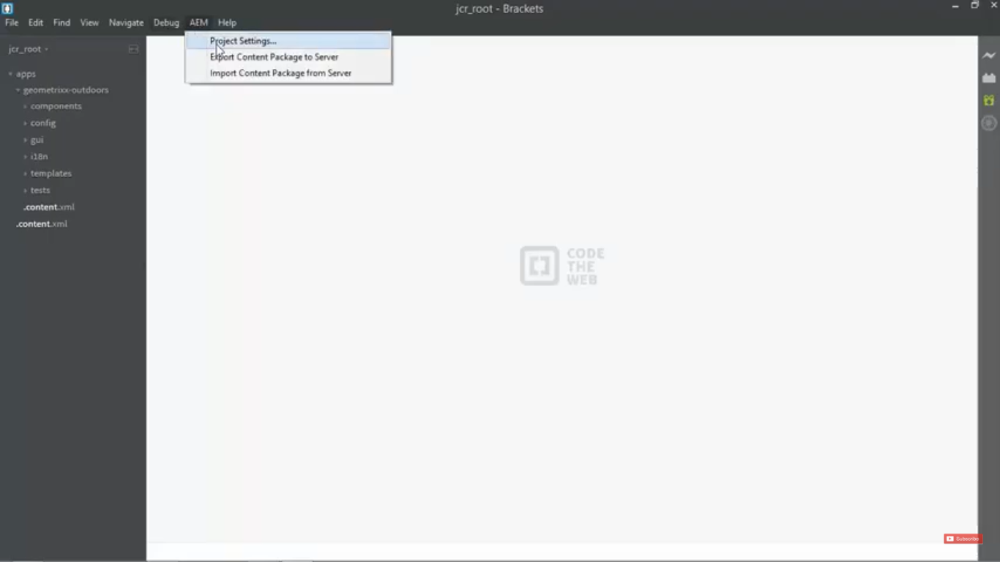 jcr_root - Brackets
File Edit Find View Navigate Debug AEM Help
Project Settings...
Export Content Package to Server
Import Content Package from Server
jcr_root
apps
geometrixx-outdoors
components
config
gui
i18n
templates
tests
.content.xml
.content.xml
CODE
THE
WEB
Subscribe